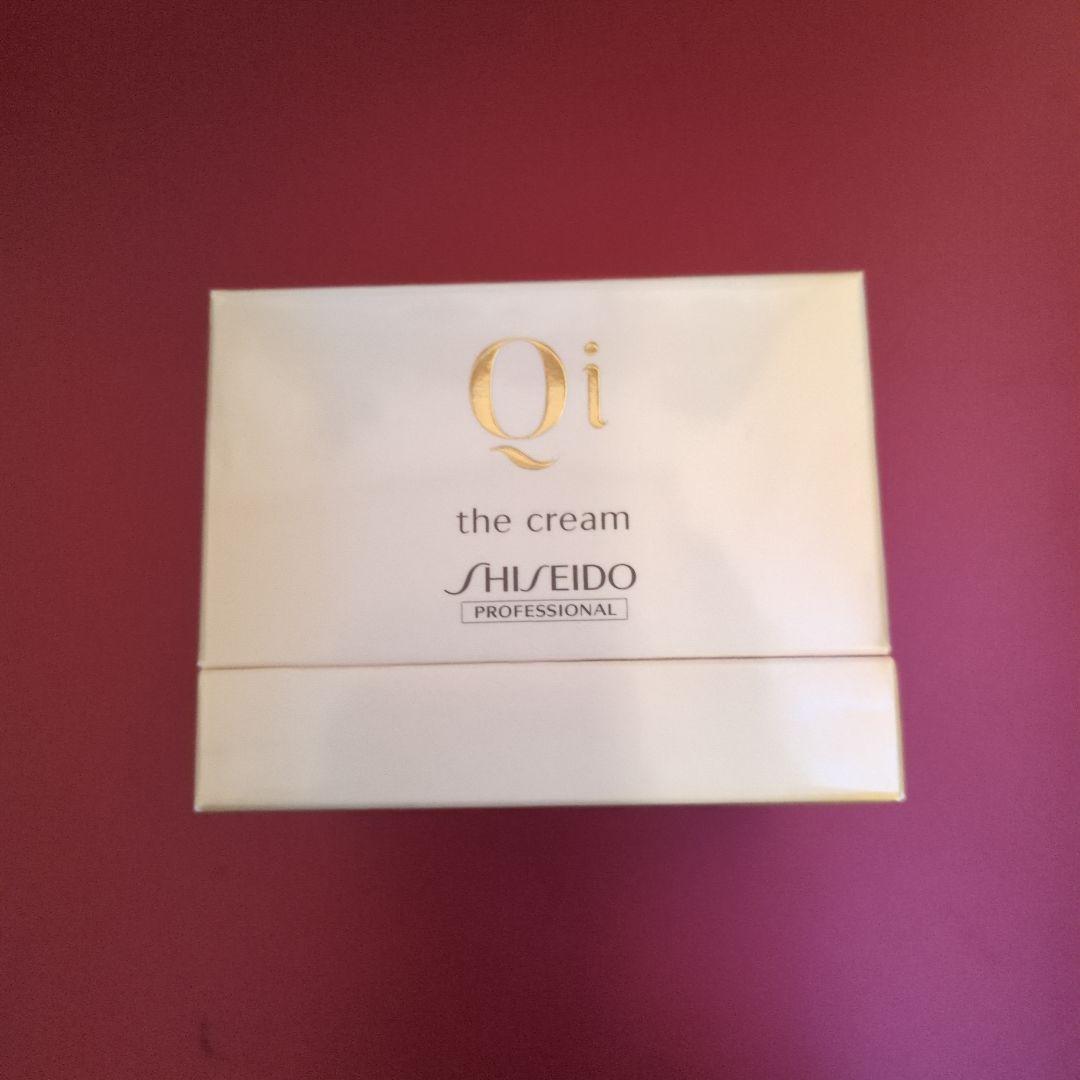 Qi
the cream
SHISEIDO
PROFESSIONAL